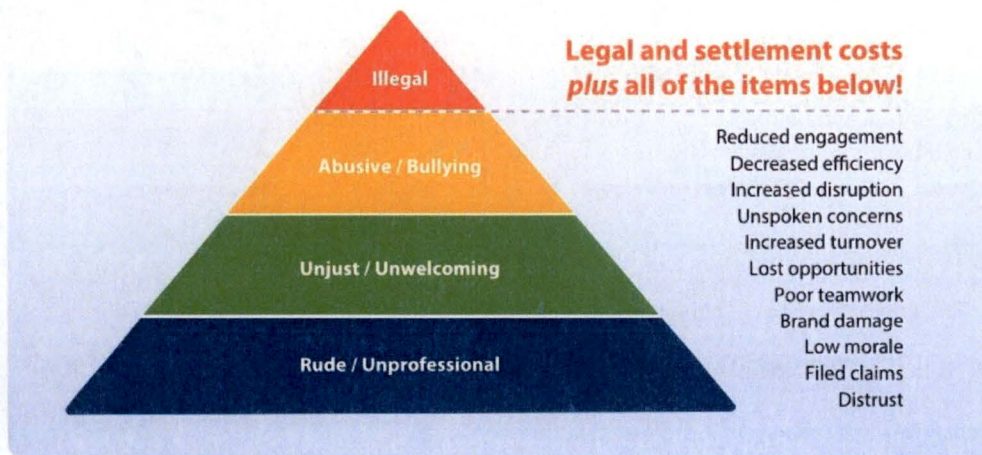 Illegal
Legal and settlement costs
plus all of the items below!
Abusive / Bullying
Unjust / Unwelcoming
Rude / Unprofessional
Reduced engagement
Decreased efficiency
Increased disruption
Unspoken concerns
Increased turnover
Lost opportunities
Poor teamwork
Brand damage
Low morale
Filed claims
Distrust